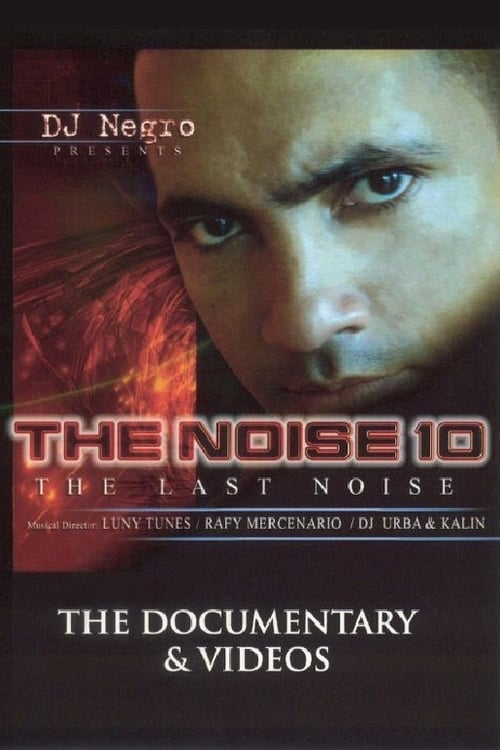 DJ Negro
PRESENTS
THE NOISE 10
THE LAST NOISE
Musical Director: LUNY TUNES / RAFY MERCENARIO / DJ URBA & KALIN
THE DOCUMENTARY
& VIDEOS